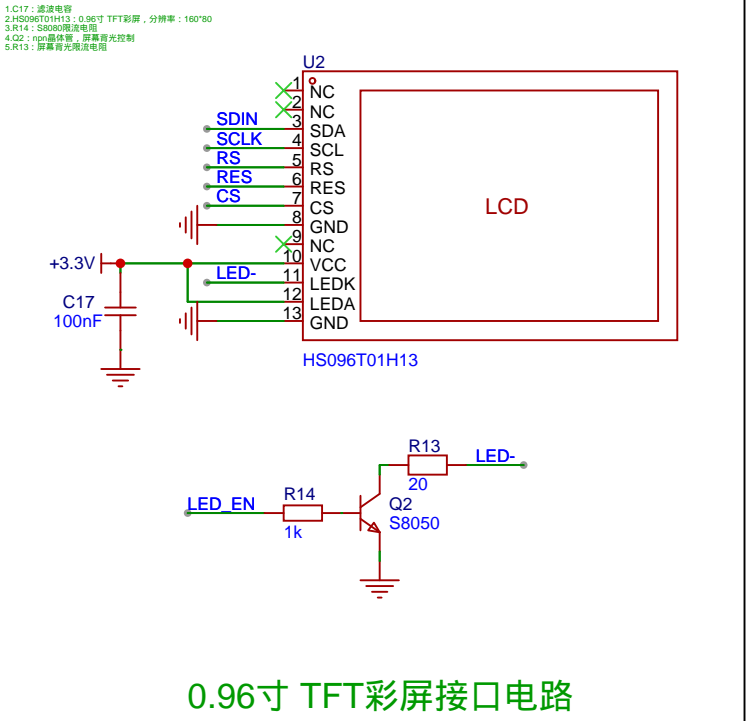 1.C17：滤波电容
2.HS096T01H13：0.96寸 TFT彩屏，分辨率：160*80
3.R14：S8080限流电阻
4.Q2：npn晶体管，屏幕背光控制
5.R13：屏幕背光限流电阻
U2
1 NC
2 NC
SDIN 3 SDA
SCLK 4 SCL
RS 5 RS
RES 6 RES
CS 7 CS
LCD
8 GND
9 NC
+3.3V 10 VCC
LED- 11 LEDK
12 LEDA
13 GND
C17
100nF
HS096T01H13
R13
LED-
20
LED_EN
R14
1k
Q2
S8050
0.96寸 TFT彩屏接口电路